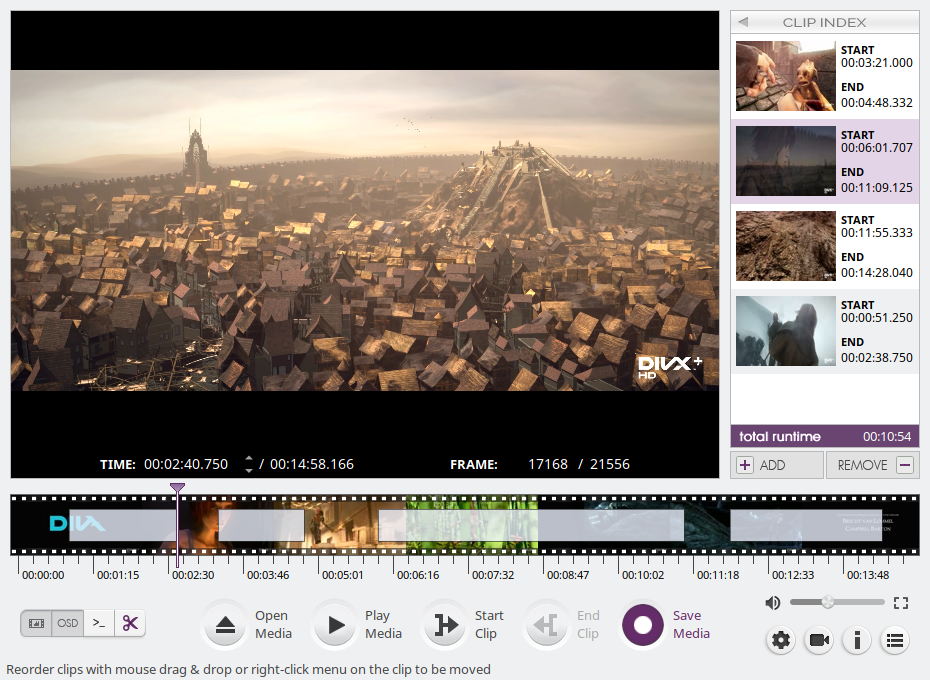 CLIP INDEX
START
00:03:21.000
END
00:04:48.332
START
00:06:01.707
END
00:11:09.125
START
00:11:55.333
END
00:14:28.040
START
00:00:51.250
END
00:02:38.750
DIVX+
HD
TIME: 00:02:40.750 / 00:14:58.166 FRAME: 17168 / 21556
total runtime 00:10:54
ADD REMOVE
DIVX
00:00:00 00:01:15 00:02:30 00:03:46 00:05:01 00:06:16 00:07:32 00:08:47 00:10:02 00:11:18 00:12:33 00:13:48
OSD >_
Open
Media
Play
Media
Start
Clip
End
Clip
Save
Media
Reorder clips with mouse drag & drop or right-click menu on the clip to be moved